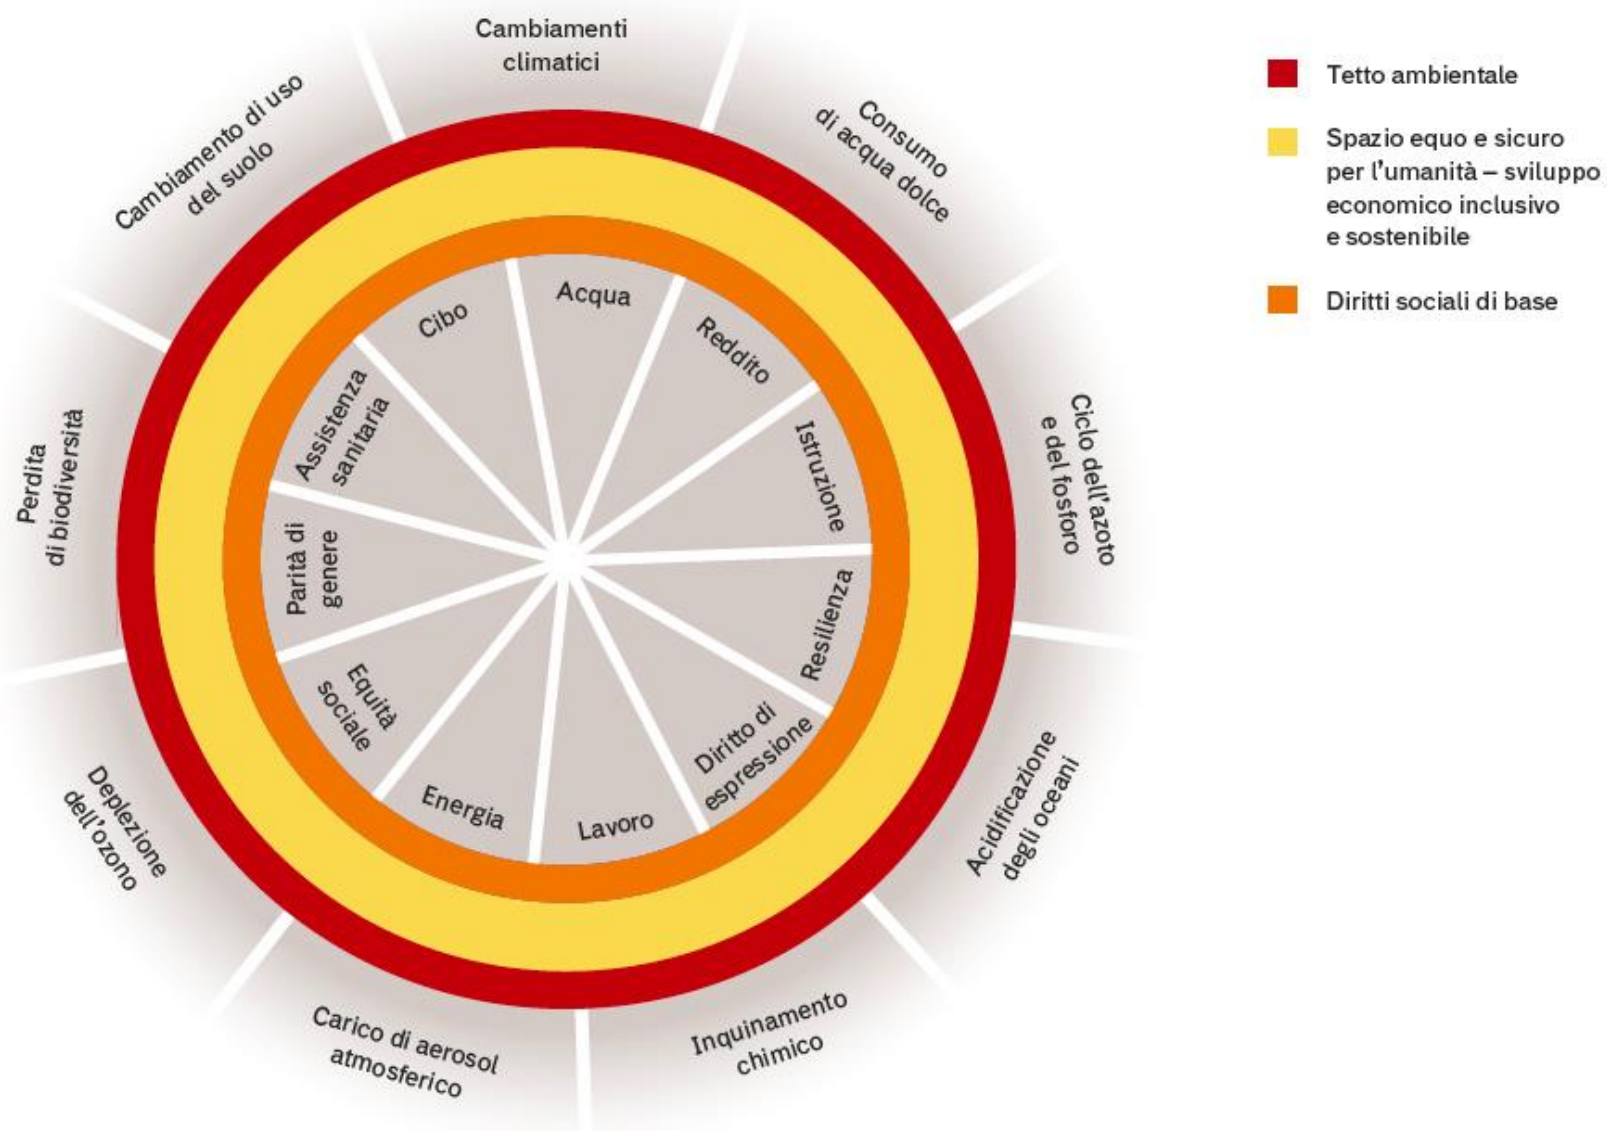 Cambiamenti
climatici
Consumo
di acqua dolce
Ciclo dell'azoto
e del fosforo
Acidificazione
degli oceani
Inquinamento
chimico
Carico di aerosol
atmosferico
Deplezione
dell'ozono
Perdita
di biodiversità
Cambiamento di uso
del suolo
Acqua
Reddito
Istruzione
Resilienza
Diritto di
espressione
Lavoro
Energia
Equità
sociale
Parità di
genere
Assistenza
sanitaria
Cibo
Tetto ambientale
Spazio equo e sicuro
per l’umanità – sviluppo
economico inclusivo
e sostenibile
Diritti sociali di base